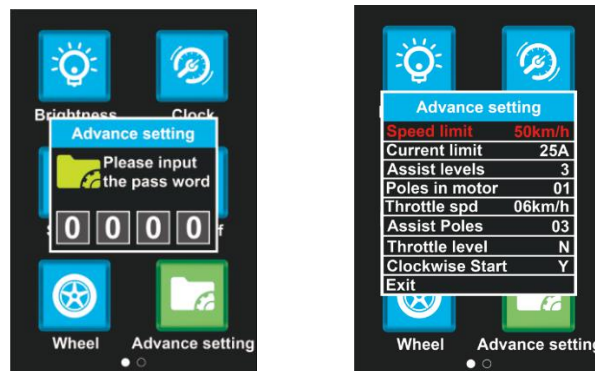 Brightness Clock
Advance setting
Please input
the pass word
0 0 0 0
f
Wheel Advance setting
Advance setting
Speed limit 50km/h
Current limit 25A
Assist levels 3
Poles in motor 01
Throttle spd 06km/h
Assist Poles 03
Throttle level N
Clockwise Start Y
Exit
Wheel Advance setting